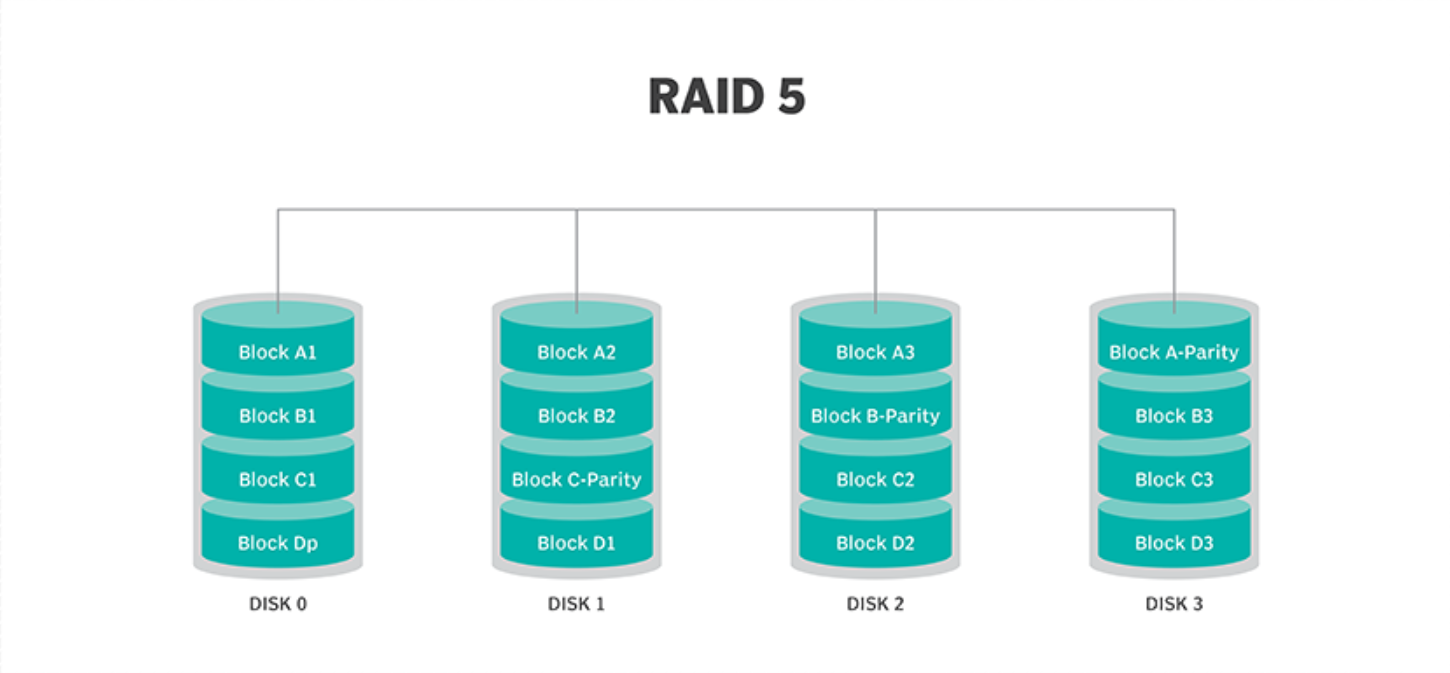 RAID 5
Block A1 Block A2 Block A3 Block A-Parity
Block B1 Block B2 Block B-Parity Block B3
Block C1 Block C-Parity Block C2 Block C3
Block Dp Block D1 Block D2 Block D3
DISK 0 DISK 1 DISK 2 DISK 3